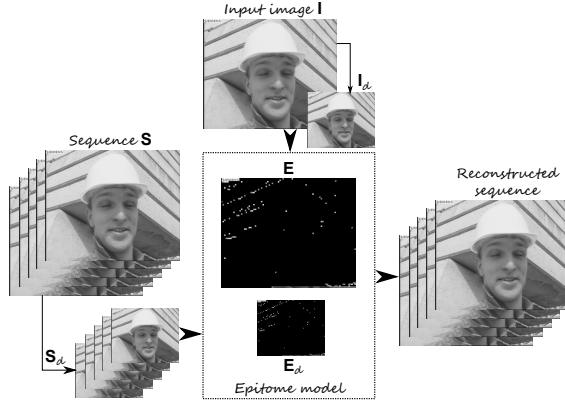 Input image I
I_d
Sequence S
E
Reconstructed
sequence
S_d
E_d
Epitome model